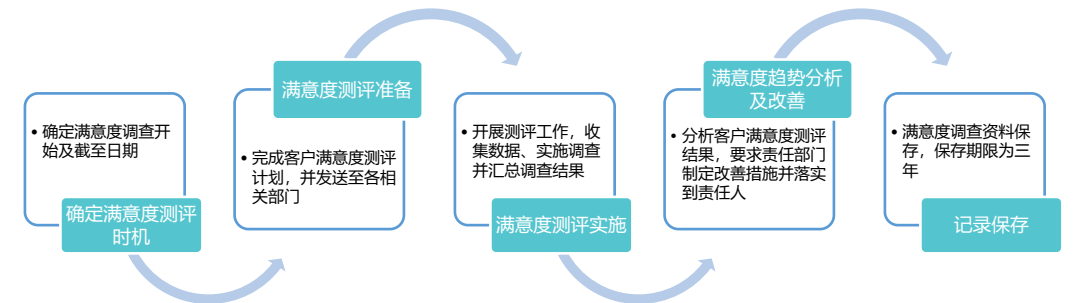 • 确定满意度调查开
始及截至日期
确定满意度测评
时机
满意度测评准备
• 完成客户满意度测评
计划，并发送至各相
关部门
• 开展测评工作，收
集数据、实施调查
并汇总调查结果
满意度测评实施
满意度趋势分析
及改善
• 分析客户满意度测评
结果，要求责任部门
制定改善措施并落实
到责任人
• 满意度调查资料保
存，保存期限为三
年
记录保存